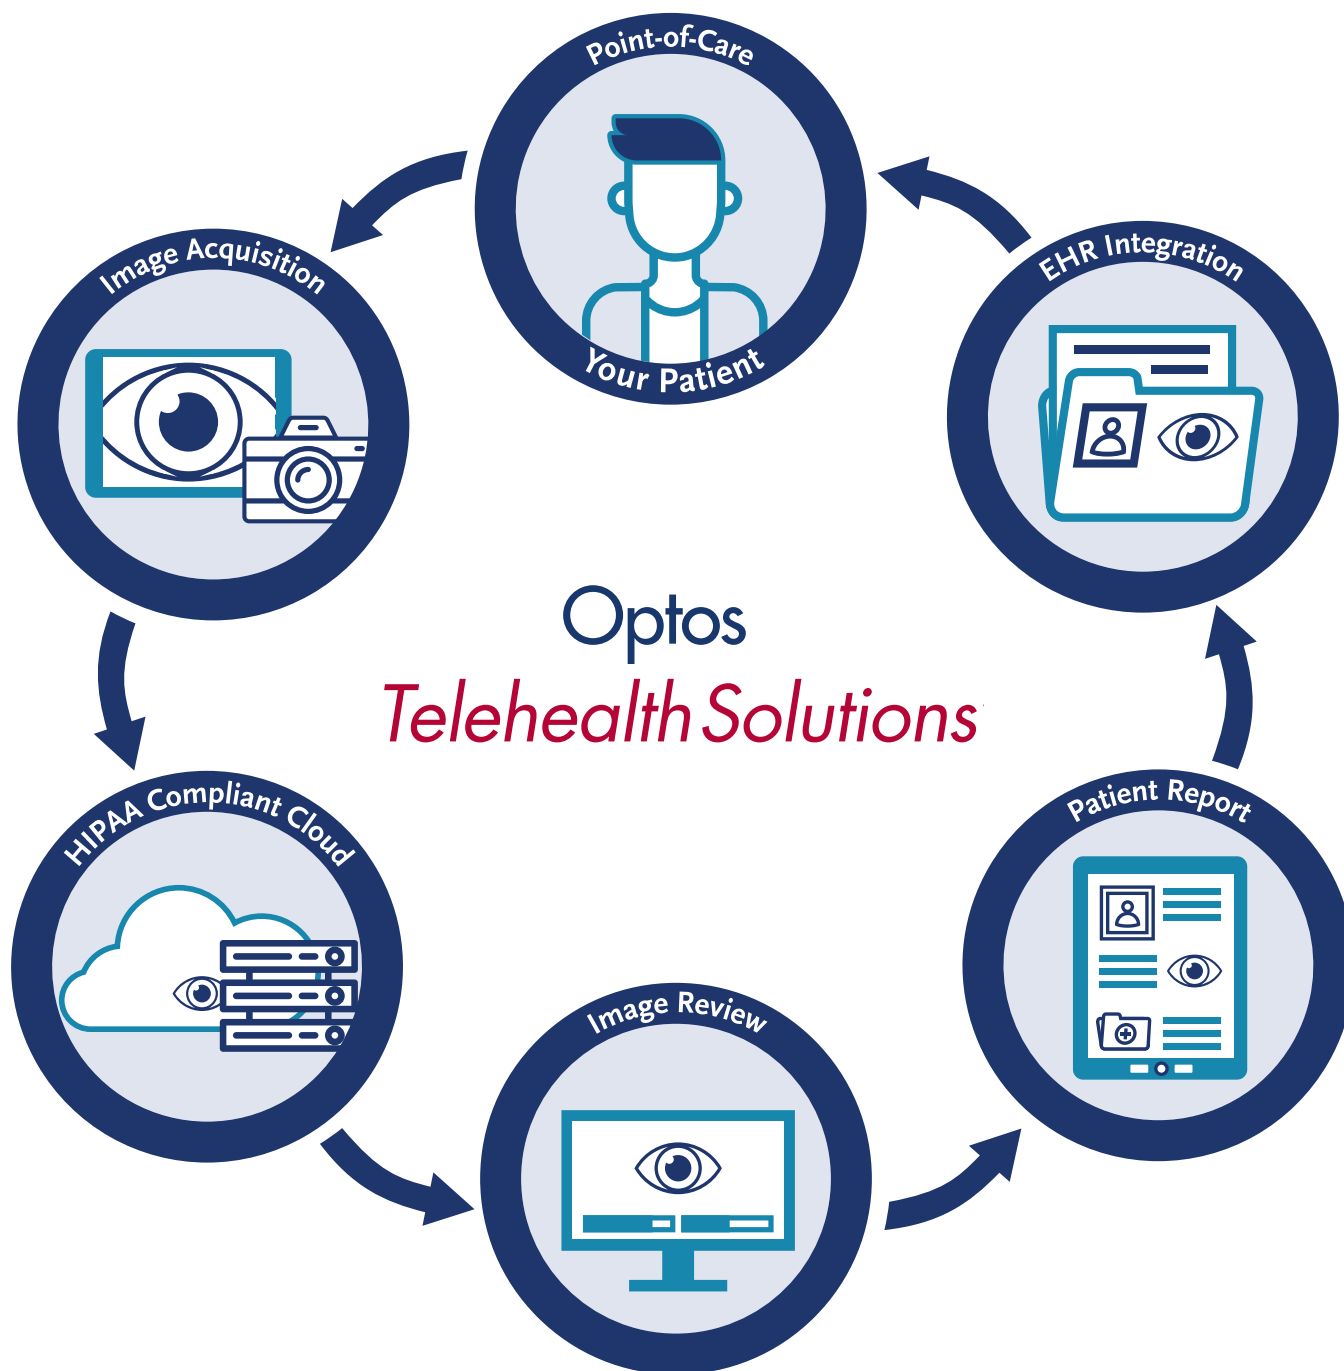 Point-of-Care
Your Patient
Image Acquisition
EHR Integration
Optos
Telehealth Solutions
HIPAA Compliant Cloud
Patient Report
Image Review